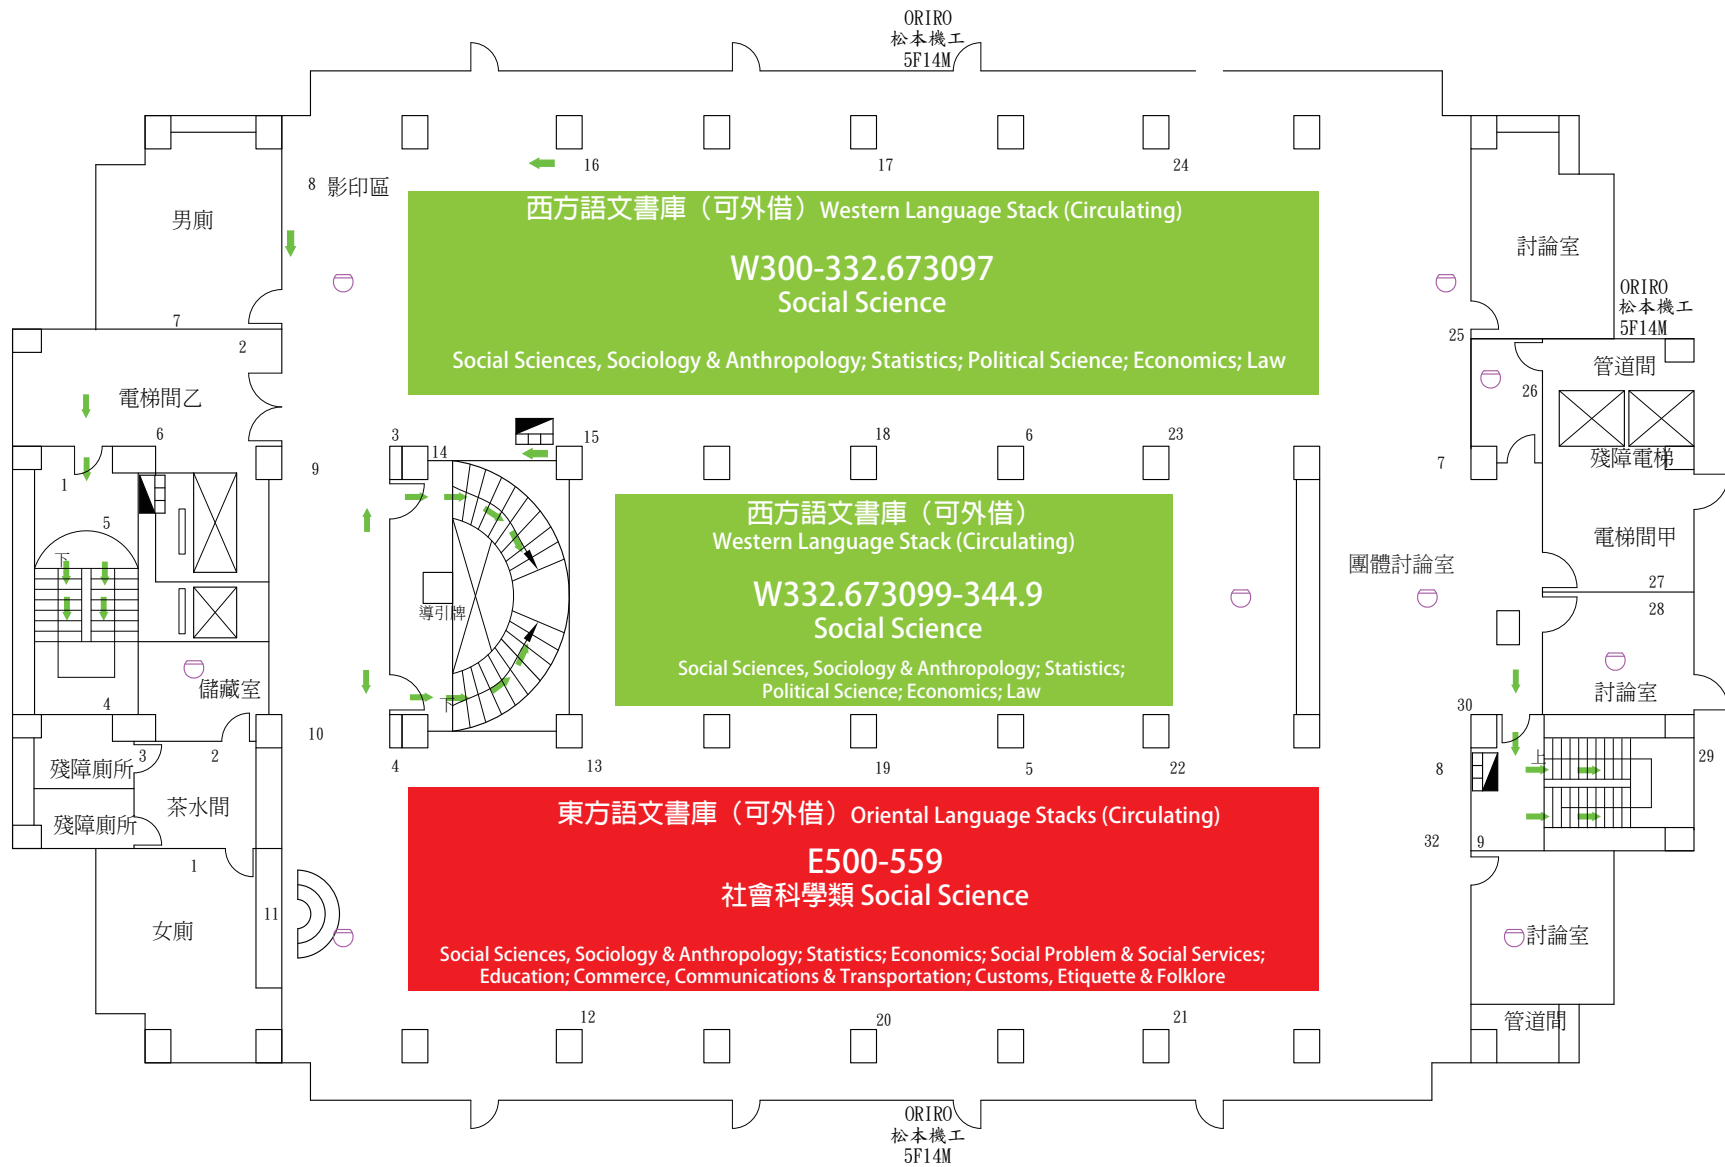 ORIRO
松本機工
5F14M
16
17
24
8 影印區
西方語文書庫（可外借）Western Language Stack (Circulating)
W300-332.673097
Social Science
Social Sciences, Sociology & Anthropology; Statistics; Political Science; Economics; Law
男廁
討論室
ORIRO
松本機工
5F14M
7
2
25
管道間
26
電梯間乙
6
3
14
15
18
6
23
7
殘障電梯
9
1
5
下
西方語文書庫（可外借）
Western Language Stack (Circulating)
W332.673099-344.9
Social Science
Social Sciences, Sociology & Anthropology; Statistics;
Political Science; Economics; Law
電梯間甲
團體討論室
27
28
導引牌
儲藏室
討論室
4
下
30
10
3
2
4
13
19
5
22
8
上
29
殘障廁所
殘障廁所
茶水間
東方語文書庫（可外借）Oriental Language Stacks (Circulating)
E500-559
社會科學類 Social Science
Social Sciences, Sociology & Anthropology; Statistics; Economics; Social Problem & Social Services;
Education; Commerce, Communications & Transportation; Customs, Etiquette & Folklore
32
9
1
11
女廁
討論室
管道間
12
20
21
ORIRO
松本機工
5F14M